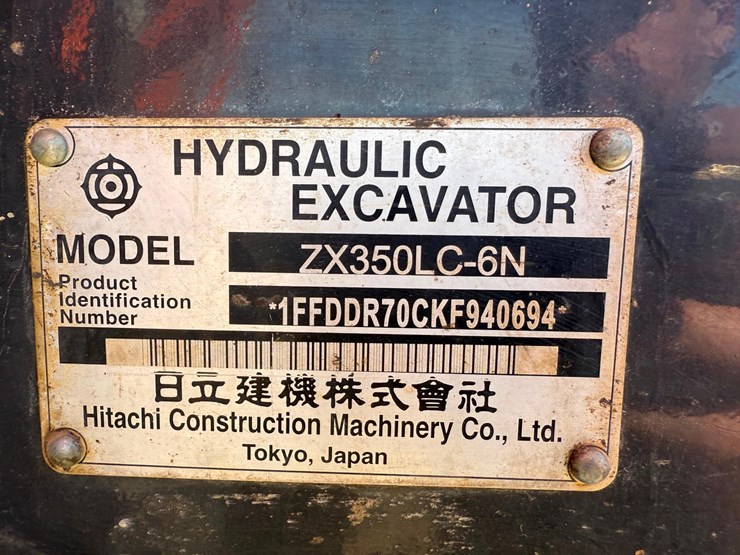 HYDRAULIC
EXCAVATOR
MODEL ZX350LC-6N
Product
Identification
Number
*1FFDDR70CKF940694*
日立建機株式會社
Hitachi Construction Machinery Co., Ltd.
Tokyo, Japan